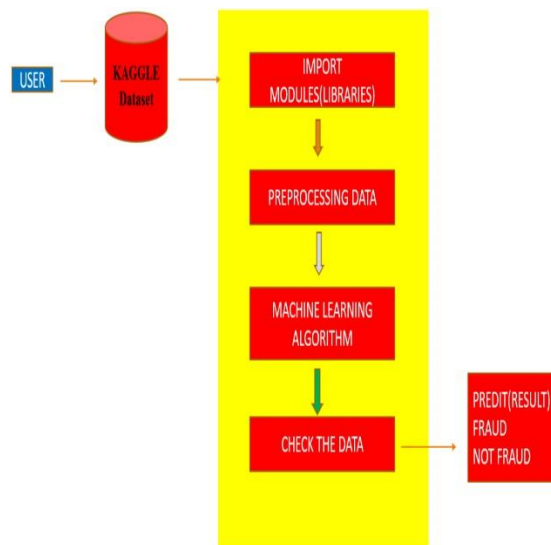 USER
KAGGLE
Dataset
IMPORT
MODULES(LIBRARIES)
PREPROCESSING DATA
MACHINE LEARNING
ALGORITHM
CHECK THE DATA
PREDIT(RESULT)
FRAUD
NOT FRAUD